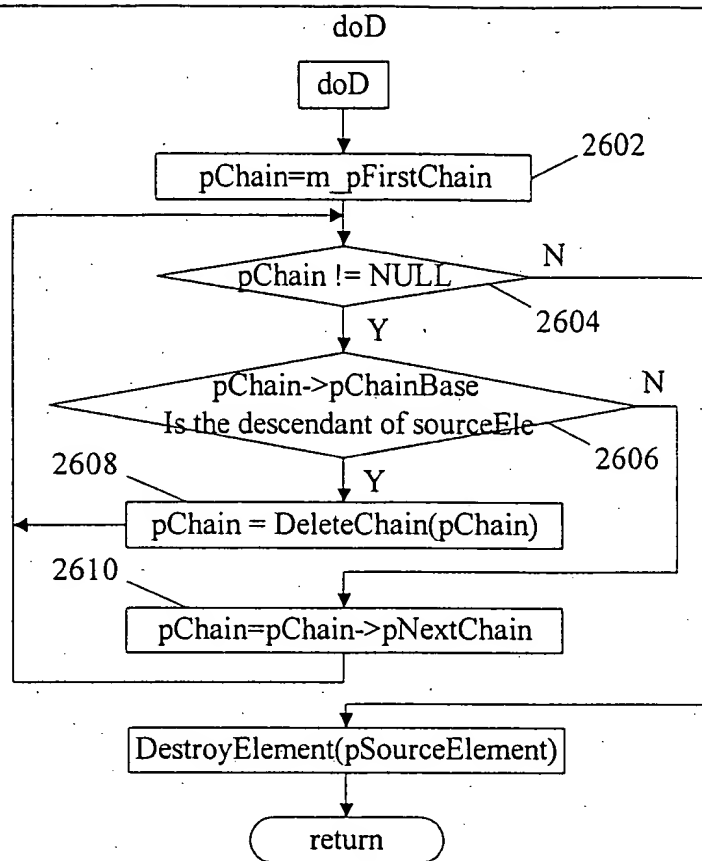 doD
doD
2602
pChain=m_pFirstChain
N
pChain != NULL
2604
Y
pChain->pChainBase
N
Is the descendant of sourceEle
2606
2608
Y
pChain = DeleteChain(pChain)
2610
pChain=pChain->pNextChain
DestroyElement(pSourceElement)
return